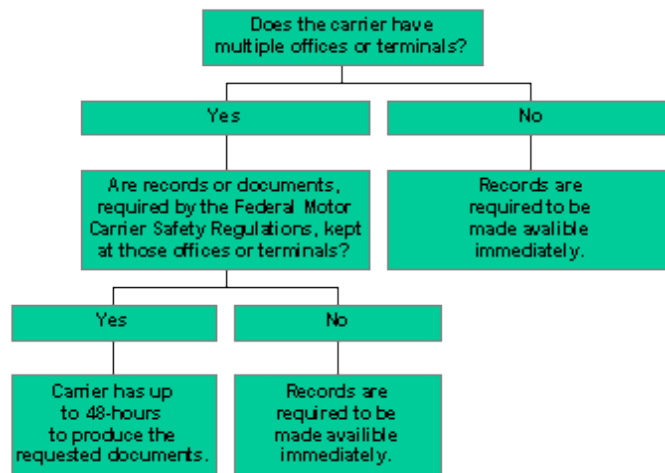 Does the carrier have
multiple offices or terminals?
Yes
No
Are records or documents,
required by the Federal Motor
Carrier Safety Regulations, kept
at those offices or terminals?
Records are
required to be
made availible
immediately.
Yes
No
Carrier has up
to 48-hours
to produce the
requested documents.
Records are
required to be
made availible
immediately.